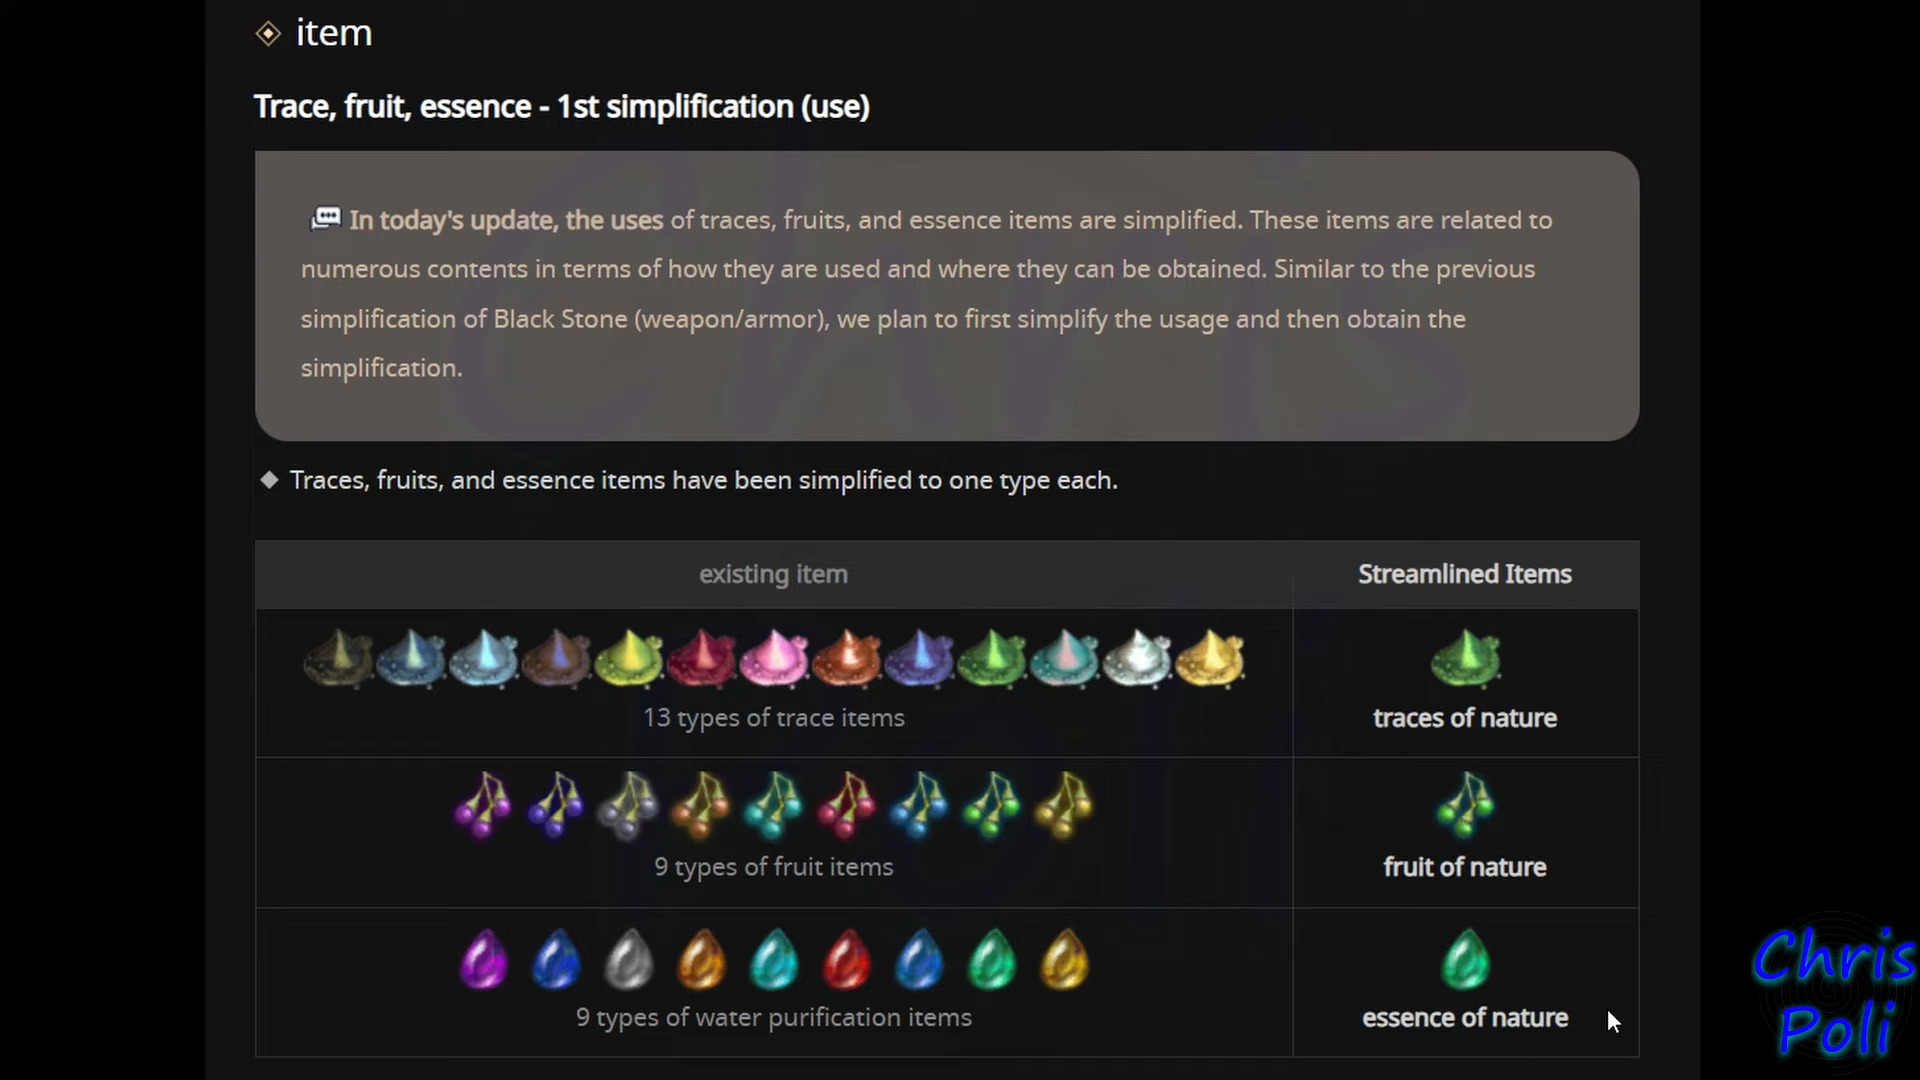 item
Trace, fruit, essence - 1st simplification (use)
In today's update, the uses of traces, fruits, and essence items are simplified. These items are related to
numerous contents in terms of how they are used and where they can be obtained. Similar to the previous
simplification of Black Stone (weapon/armor), we plan to first simplify the usage and then obtain the
simplification.
Traces, fruits, and essence items have been simplified to one type each.
existing item
Streamlined Items
13 types of trace items
traces of nature
9 types of fruit items
fruit of nature
9 types of water purification items
essence of nature
Chris
Poli
Chris
Poli